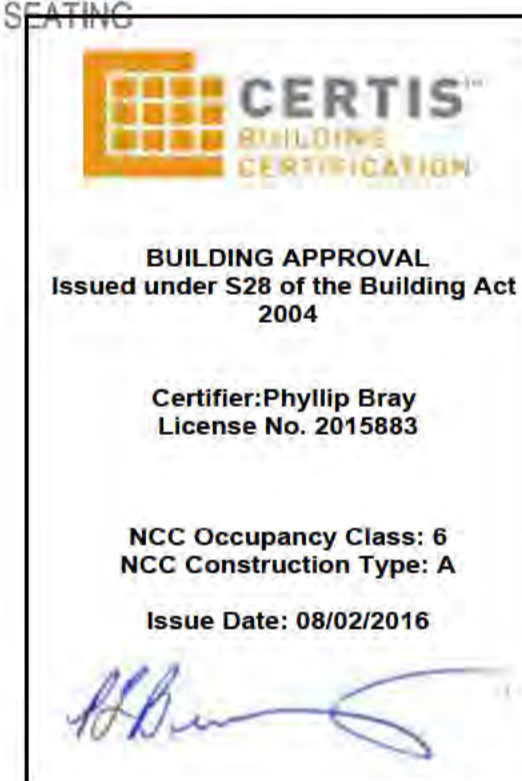 SEATING
CERTIS™
BUILDING
CERTIFICATION
BUILDING APPROVAL
Issued under S28 of the Building Act
2004
Certifier:Phyllip Bray
License No. 2015883
NCC Occupancy Class: 6
NCC Construction Type: A
Issue Date: 08/02/2016